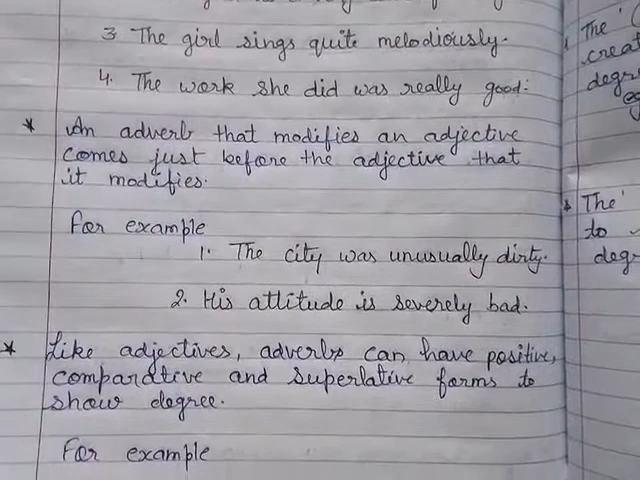 3 The girl sings quite melodiously.
4. The work she did was really good.
* An adverb that modifies an adjective
comes just before the adjective that
it modifies.
For example
1. The city was unusually dirty.
2. His attitude is severely bad.
* Like adjectives, adverbs can have positive,
comparative and superlative forms to
show degree.
For example
The
creat
degr
eg
The
to
degr